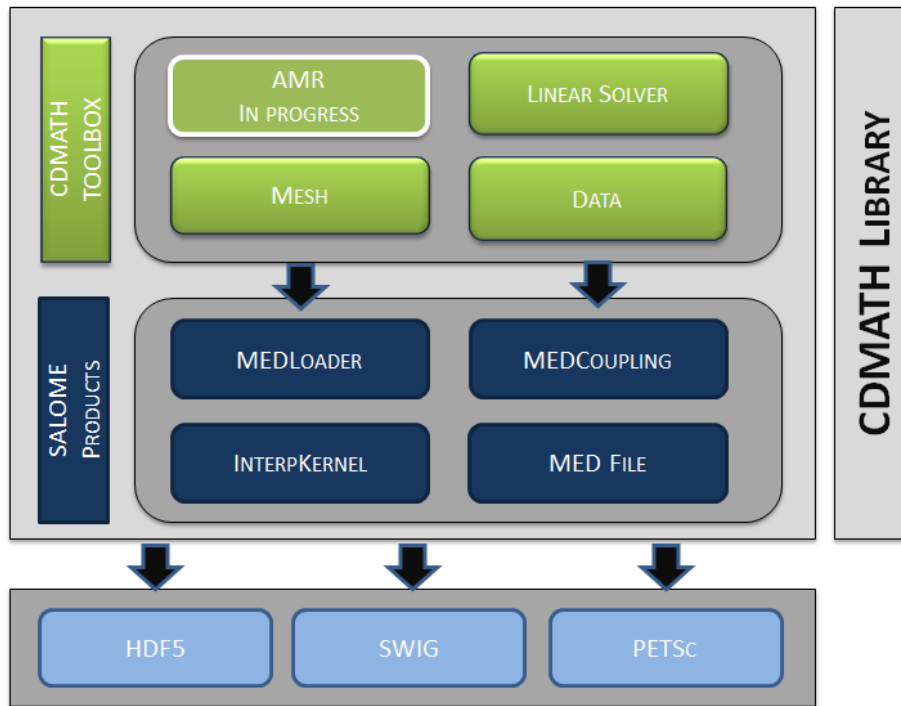 CDMATH
TOOLBOX
AMR
IN PROGRESS
LINEAR SOLVER
MESH
DATA
SALOME
PRODUCTS
MEDLOADER
MEDCOUPLING
INTERPKERNEL
MED FILE
HDF5
SWIG
PETSC
CDMATH LIBRARY